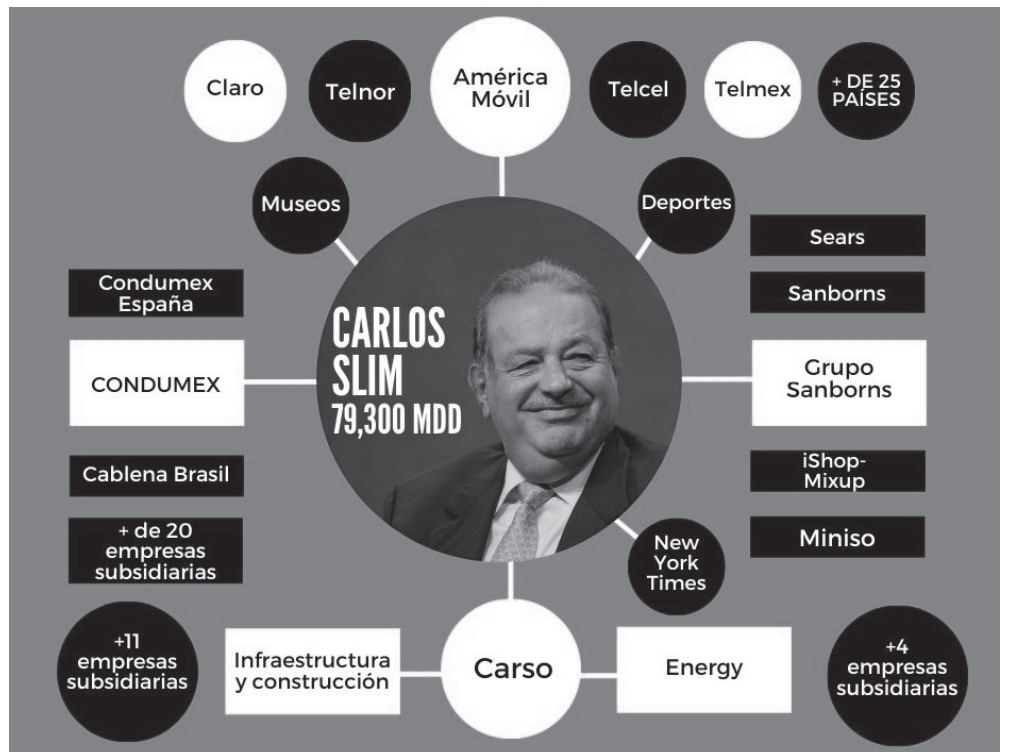 Claro
Telnor
América
Móvil
Telcel
Telmex
+ DE 25
PAÍSES
Museos
Deportes
Sears
Sanborns
Condumex
España
CONDUMEX
CARLOS
SLIM
79,300 MDD
Grupo
Sanborns
Cablena Brasil
iShop-
Mixup
+ de 20
empresas
subsidiarias
Miniso
New
York
Times
+11
empresas
subsidiarias
Infraestructura
y construcción
Carso
Energy
+4
empresas
subsidiarias